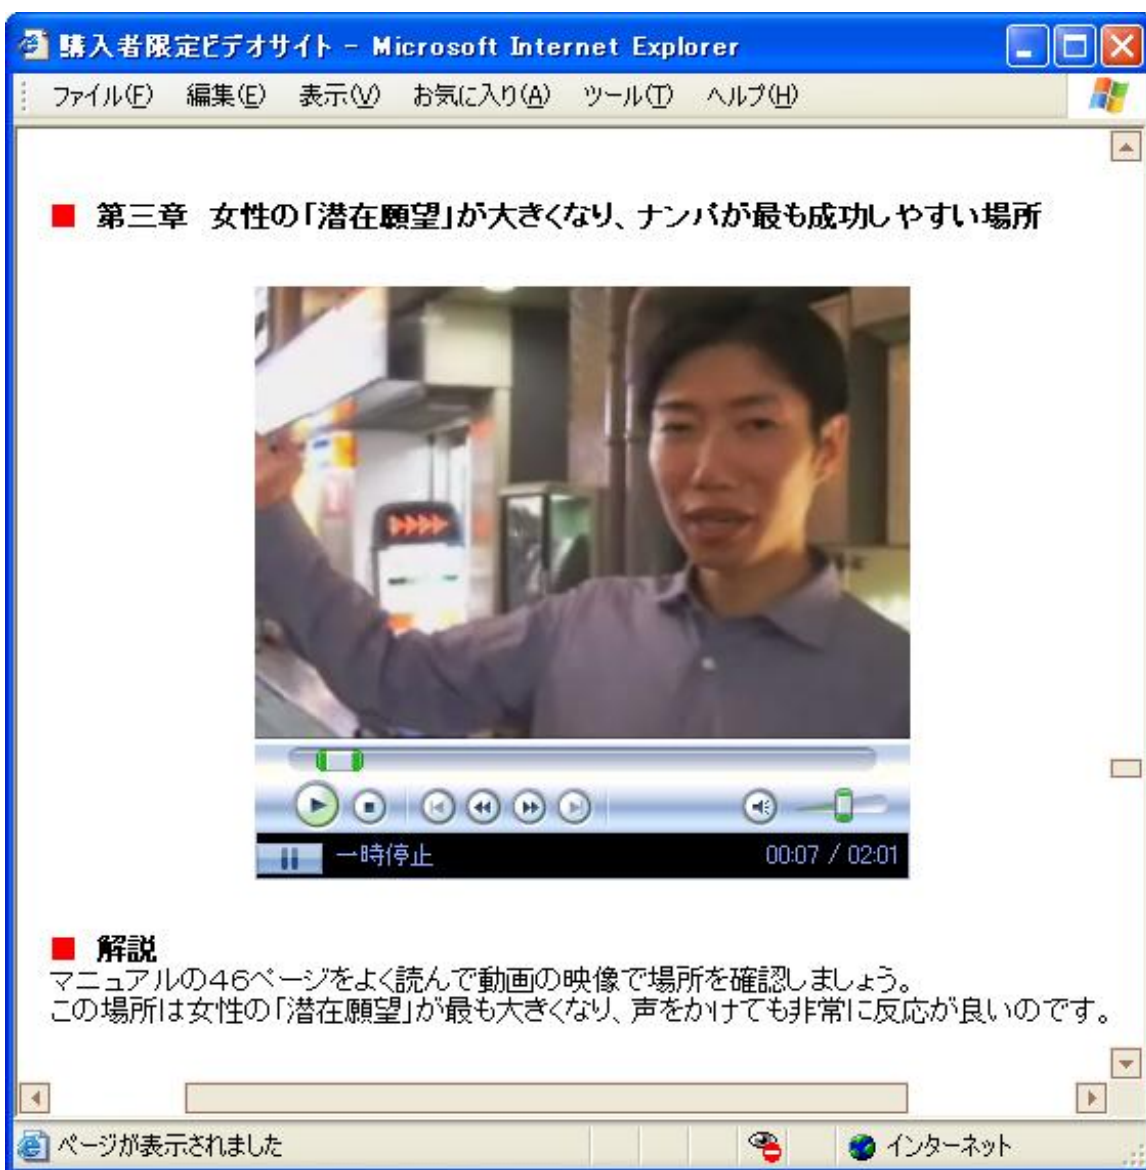 購入者限定ビデオサイト - Microsoft Internet Explorer
ファイル(F) 編集(E) 表示(V) お気に入り(A) ツール(T) ヘルプ(H)
■ 第三章 女性の「潜在願望」が大きくなり、ナンパが最も成功しやすい場所
一時停止 00:07 / 02:01
■ 解説
マニュアルの46ページをよく読んで動画の映像で場所を確認しましょう。
この場所は女性の「潜在願望」が最も大きくなり、声をかけても非常に反応が良いのです。
ページが表示されました インターネット